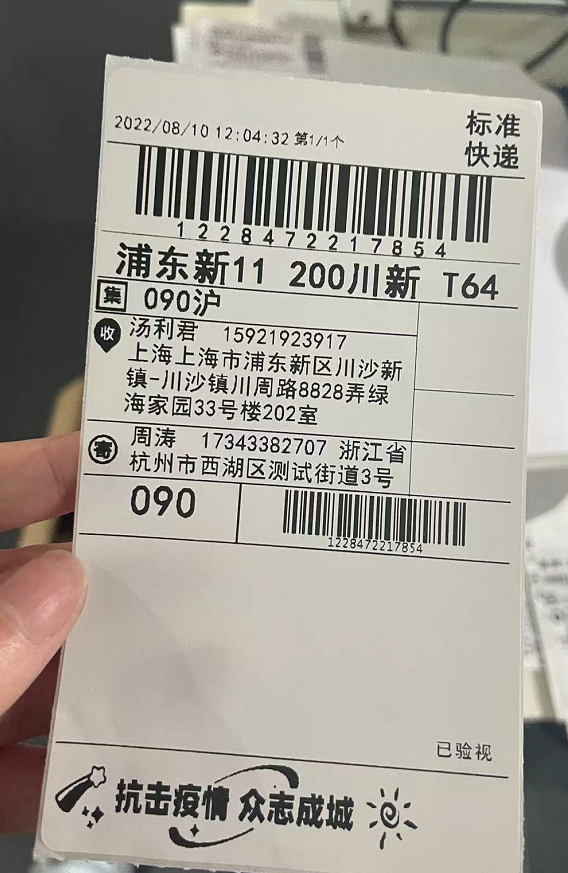 2022/08/10 12:04:32 第1/1个
标准
快递
1228472217854
浦东新11 200川新 T64
集 090沪
收 汤利君 15921923917
上海上海市浦东新区川沙新
镇-川沙镇川周路8828弄绿
海家园33号楼202室
寄 周涛 17343382707 浙江省
杭州市西湖区测试街道3号
090
1228472217854
已验视
抗击疫情 众志成城